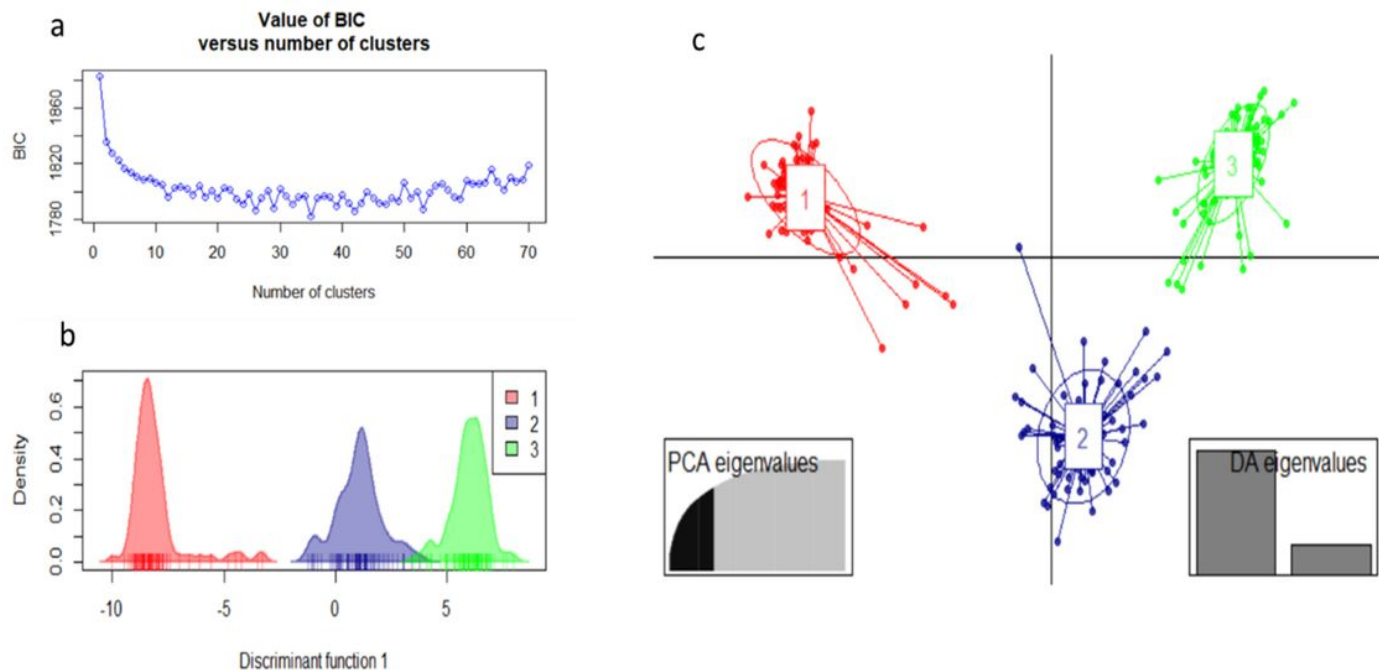 a
Value of BIC
versus number of clusters
BIC
1780 1820 1860
0 10 20 30 40 50 60 70
Number of clusters
b
Density
0.0 0.2 0.4 0.6
1
2
3
-10 -5 0 5
Discriminant function 1
c
1
3
2
PCA eigenvalues
DA eigenvalues